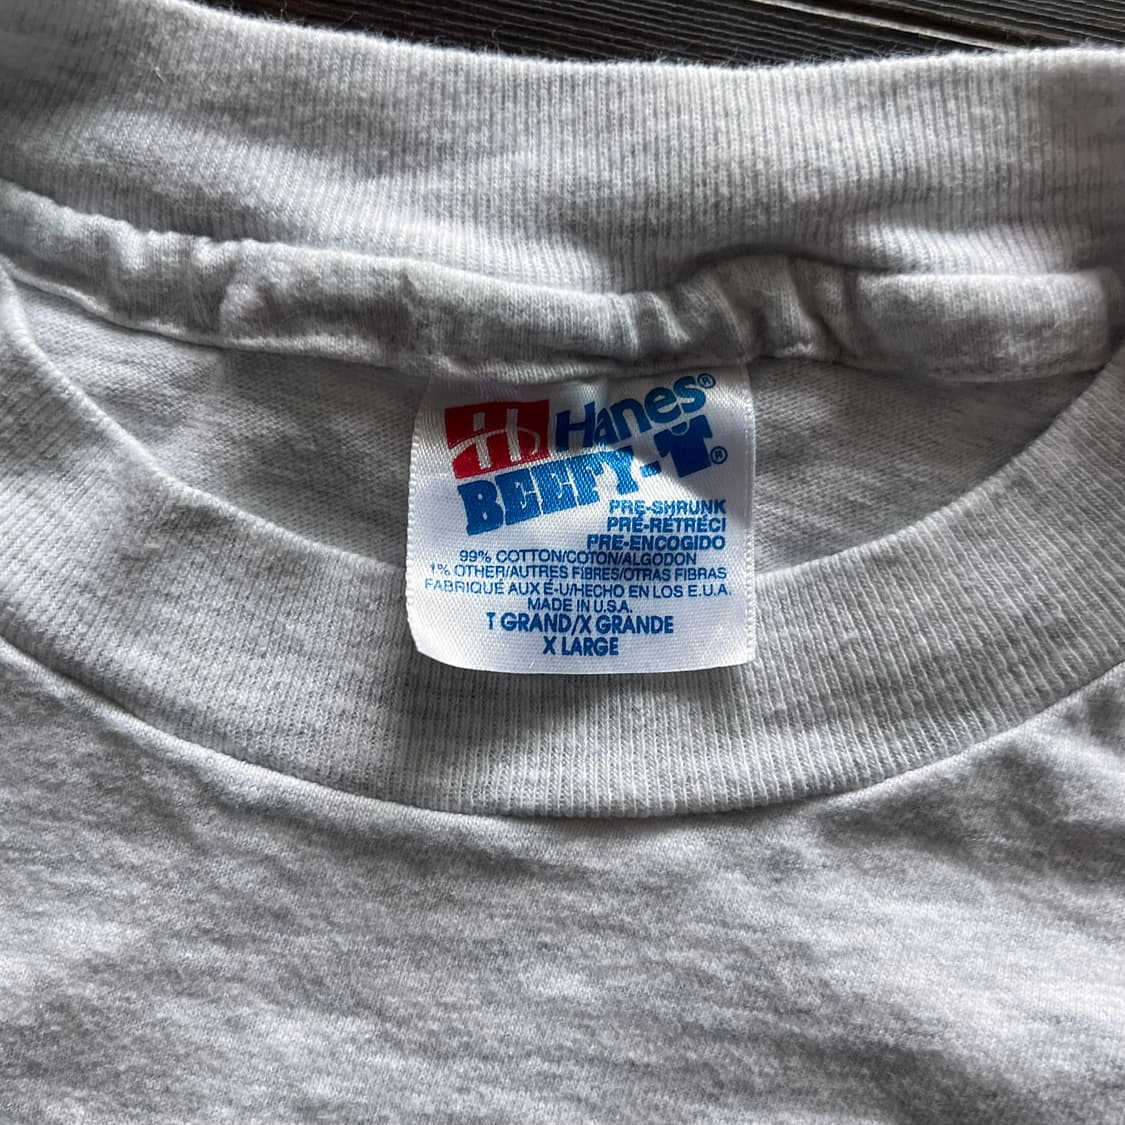 Hanes®
BEEFY-T®
PRE-SHRUNK
PRÉ-RÉTRÉCI
PRE-ENCOGIDO
99% COTTON/COTON/ALGODON
1% OTHER/AUTRES FIBRES/OTRAS FIBRAS
FABRIQUÉ AUX É-U/HECHO EN LOS E.U.A.
MADE IN U.S.A.
T GRAND/X GRANDE
X LARGE